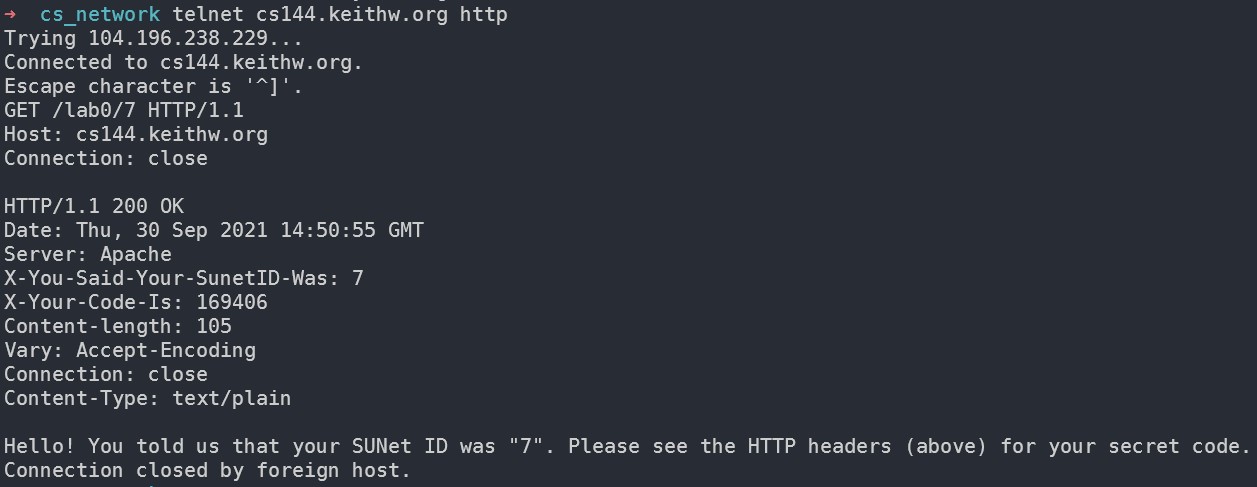 → cs_network telnet cs144.keithw.org http
Trying 104.196.238.229...
Connected to cs144.keithw.org.
Escape character is '^]'.
GET /lab0/7 HTTP/1.1
Host: cs144.keithw.org
Connection: close

HTTP/1.1 200 OK
Date: Thu, 30 Sep 2021 14:50:55 GMT
Server: Apache
X-You-Said-Your-SunetID-Was: 7
X-Your-Code-Is: 169406
Content-length: 105
Vary: Accept-Encoding
Connection: close
Content-Type: text/plain

Hello! You told us that your SUNet ID was "7". Please see the HTTP headers (above) for your secret code.
Connection closed by foreign host.